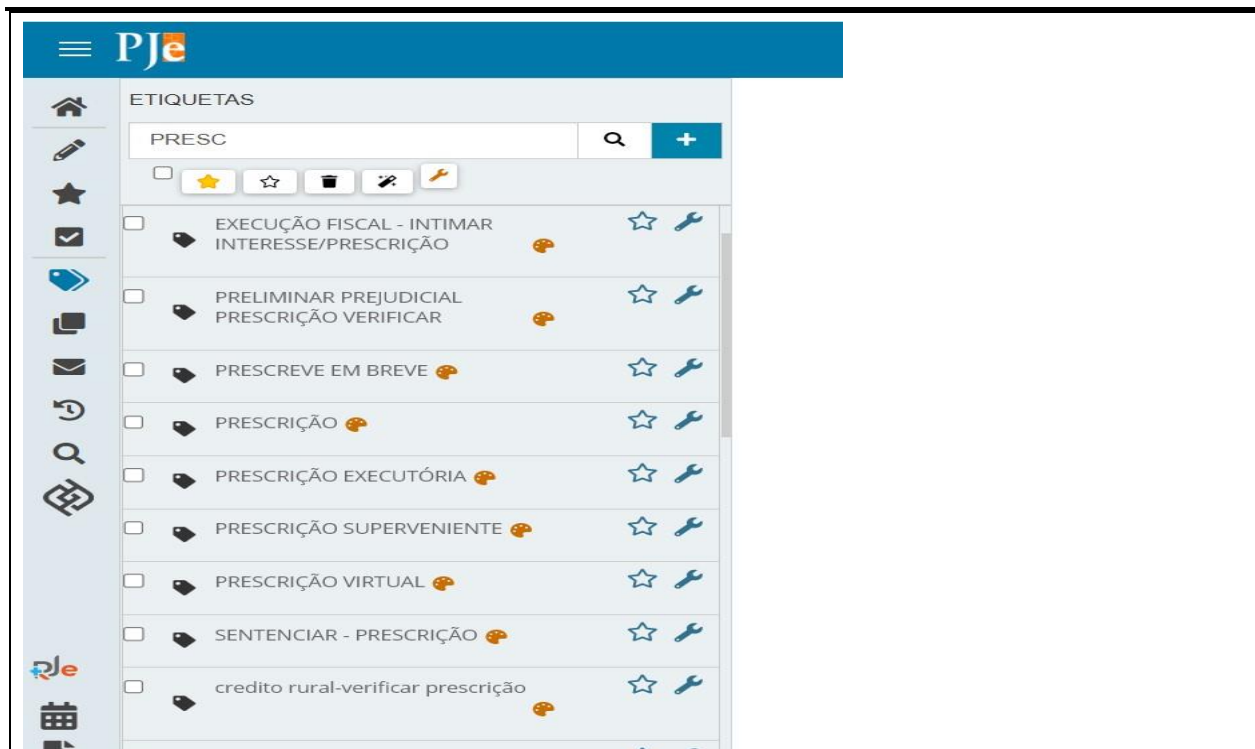 PJe
ETIQUETAS
PRESC
EXECUÇÃO FISCAL - INTIMAR
INTERESSE/PRESCRIÇÃO
PRELIMINAR PREJUDICIAL
PRESCRIÇÃO VERIFICAR
PRESCREVE EM BREVE
PRESCRIÇÃO
PRESCRIÇÃO EXECUTÓRIA
PRESCRIÇÃO SUPERVENIENTE
PRESCRIÇÃO VIRTUAL
SENTENCIAR - PRESCRIÇÃO
PJe
credito rural-verificar prescrição